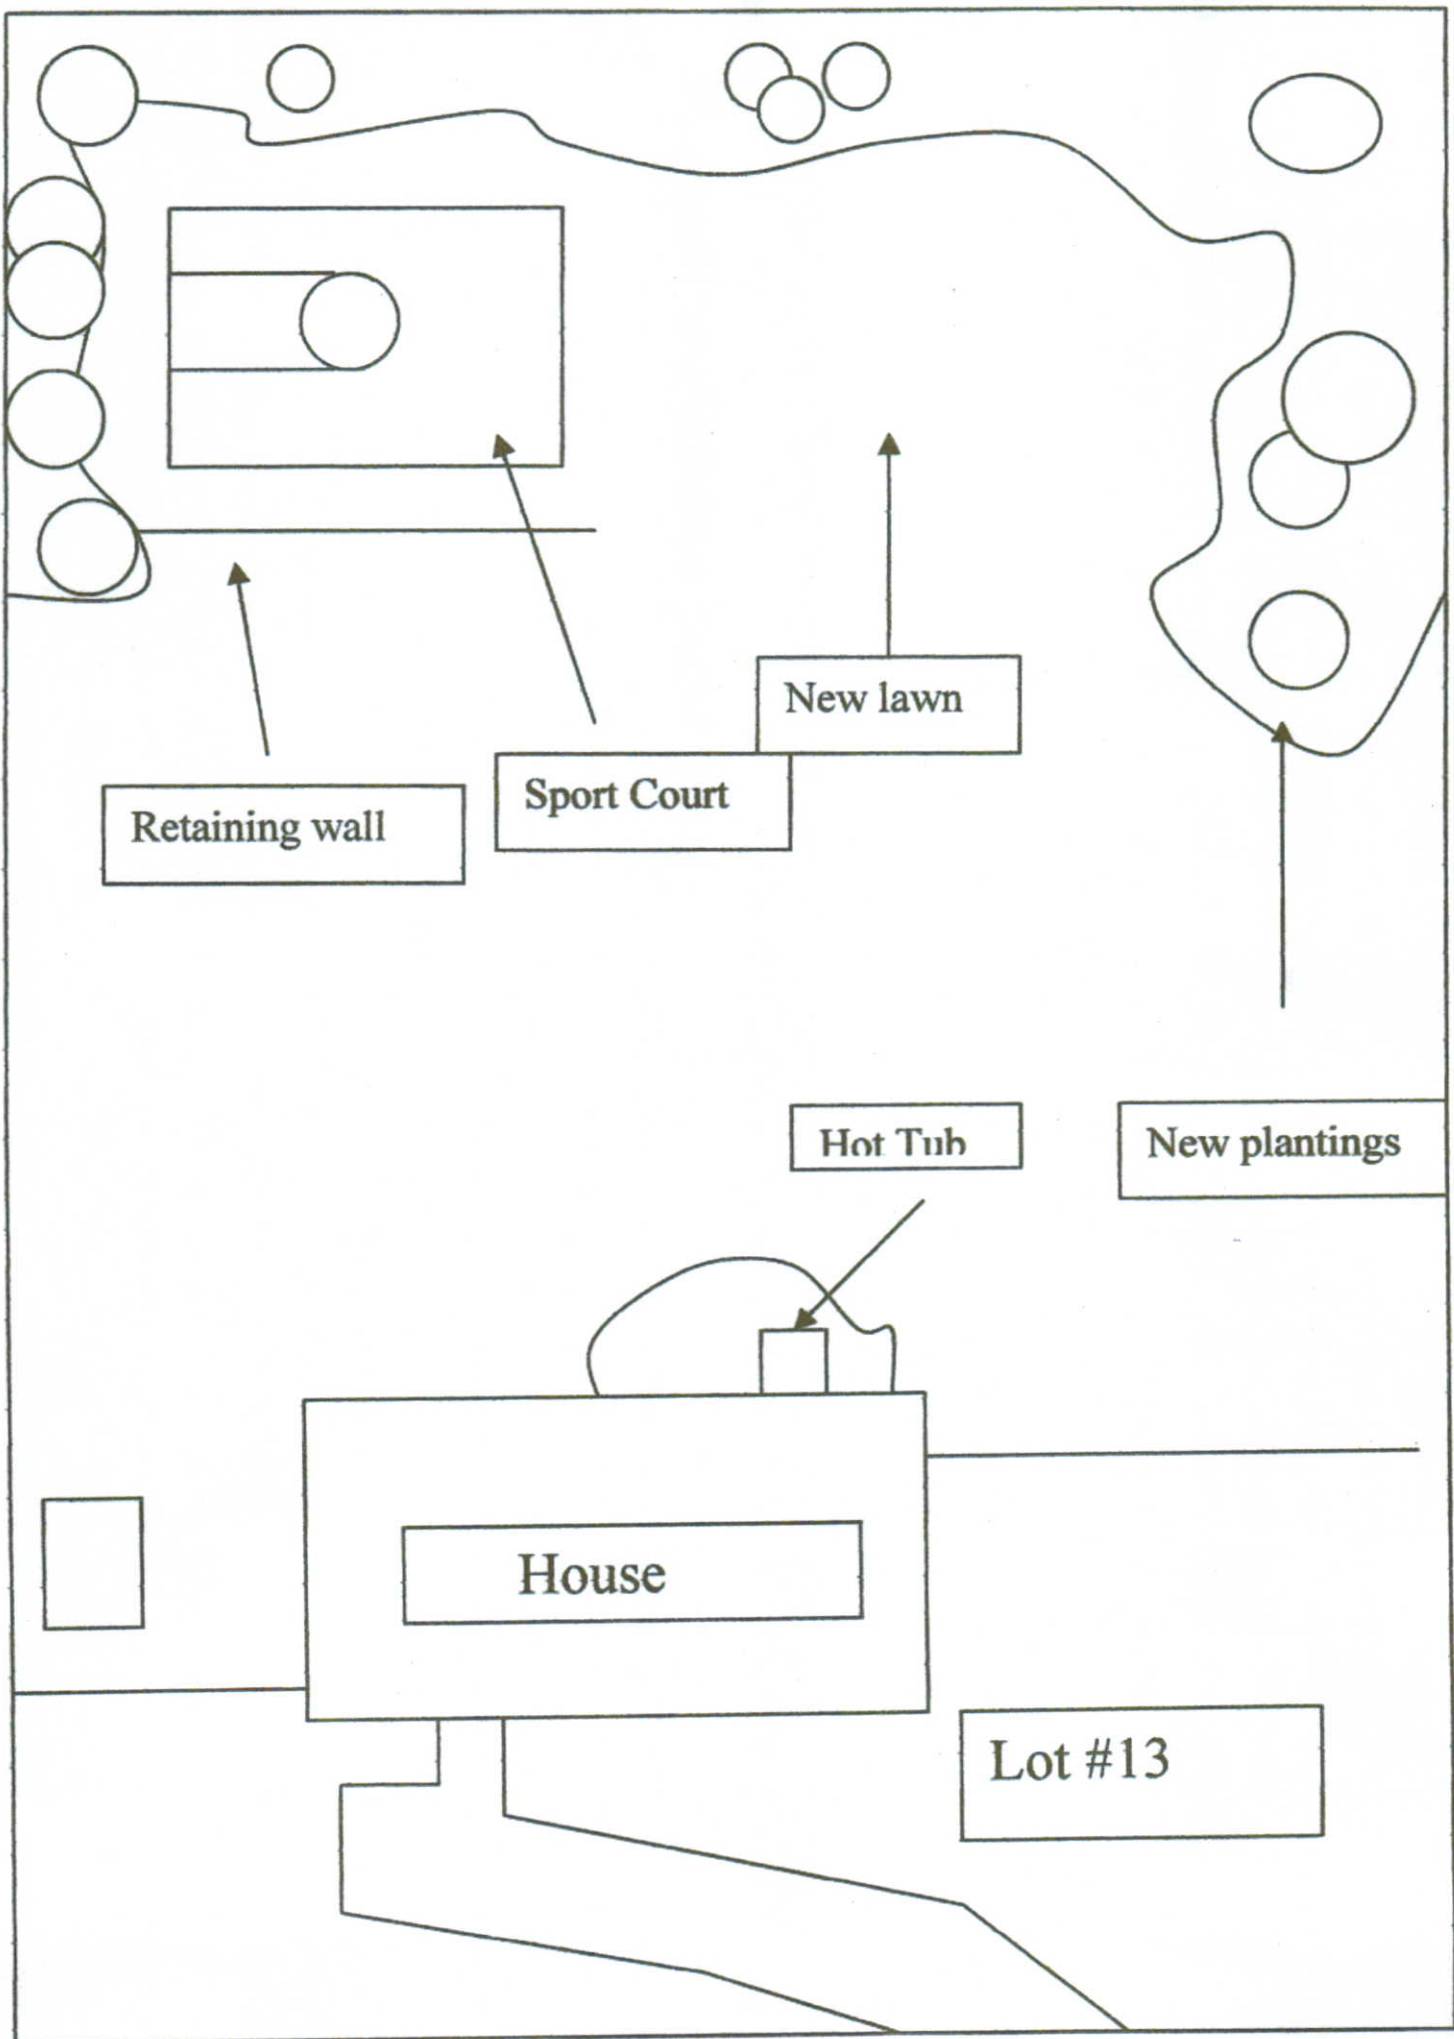 New lawn
Sport Court
Retaining wall
Hot Tub
New plantings
House
Lot #13